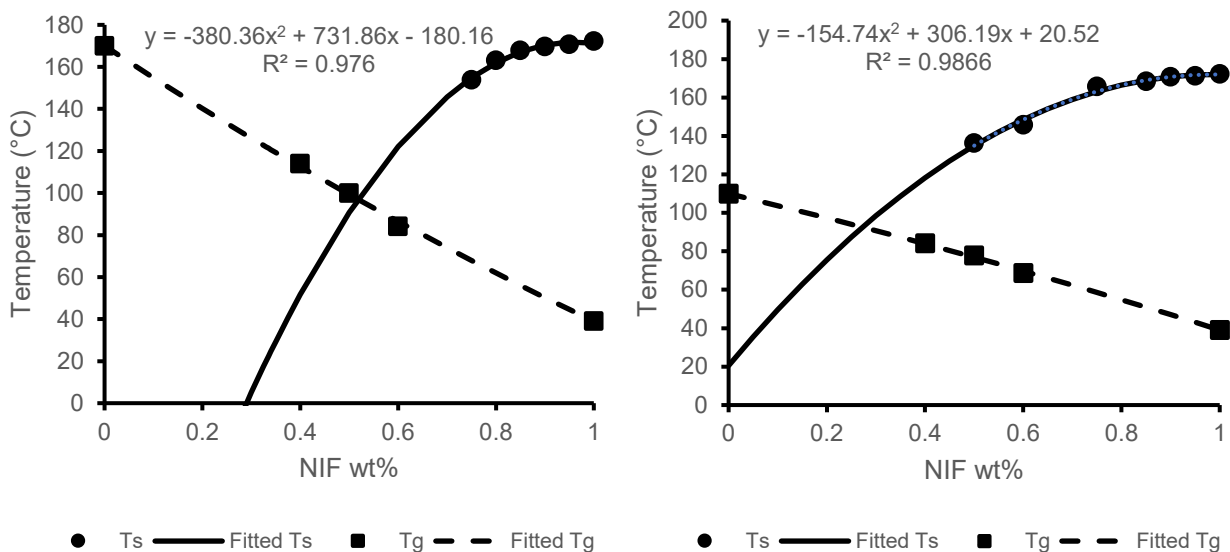 180
160
140
120
100
80
60
40
20
0
Temperature (°C)
y = -380.36x² + 731.86x - 180.16
R² = 0.976
0 0.2 0.4 0.6 0.8 1
NIF wt%
Ts Fitted Ts Tg Fitted Tg
200
180
160
140
120
100
80
60
40
20
0
Temperature (°C)
y = -154.74x² + 306.19x + 20.52
R² = 0.9866
0 0.2 0.4 0.6 0.8 1
NIF wt%
Ts Fitted Ts Tg Fitted Tg